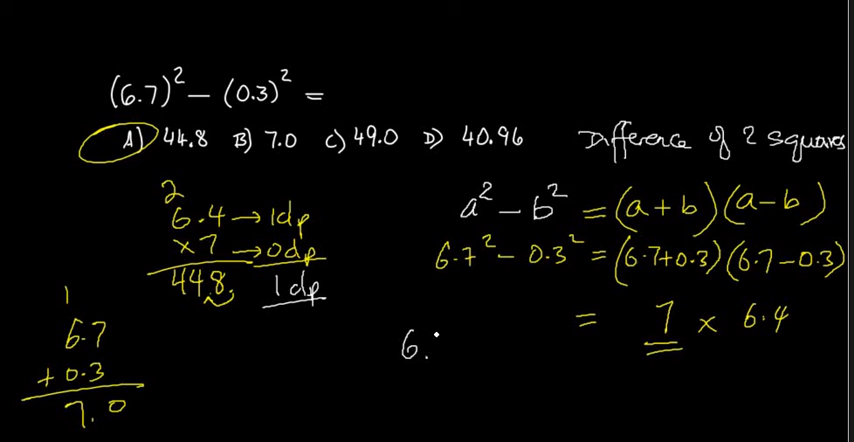 (6.7)² − (0.3)² =
A) 44.8 B) 7.0 C) 49.0 D) 40.96
Difference of 2 squares
a² − b² = (a + b)(a − b)
6.7² − 0.3² = (6.7+0.3)(6.7−0.3)
= 7 × 6.4
2
6.4 → 1dp
×7 → 0dp
44.8 1dp
1
6.7
+ 0.3
7.0
6.